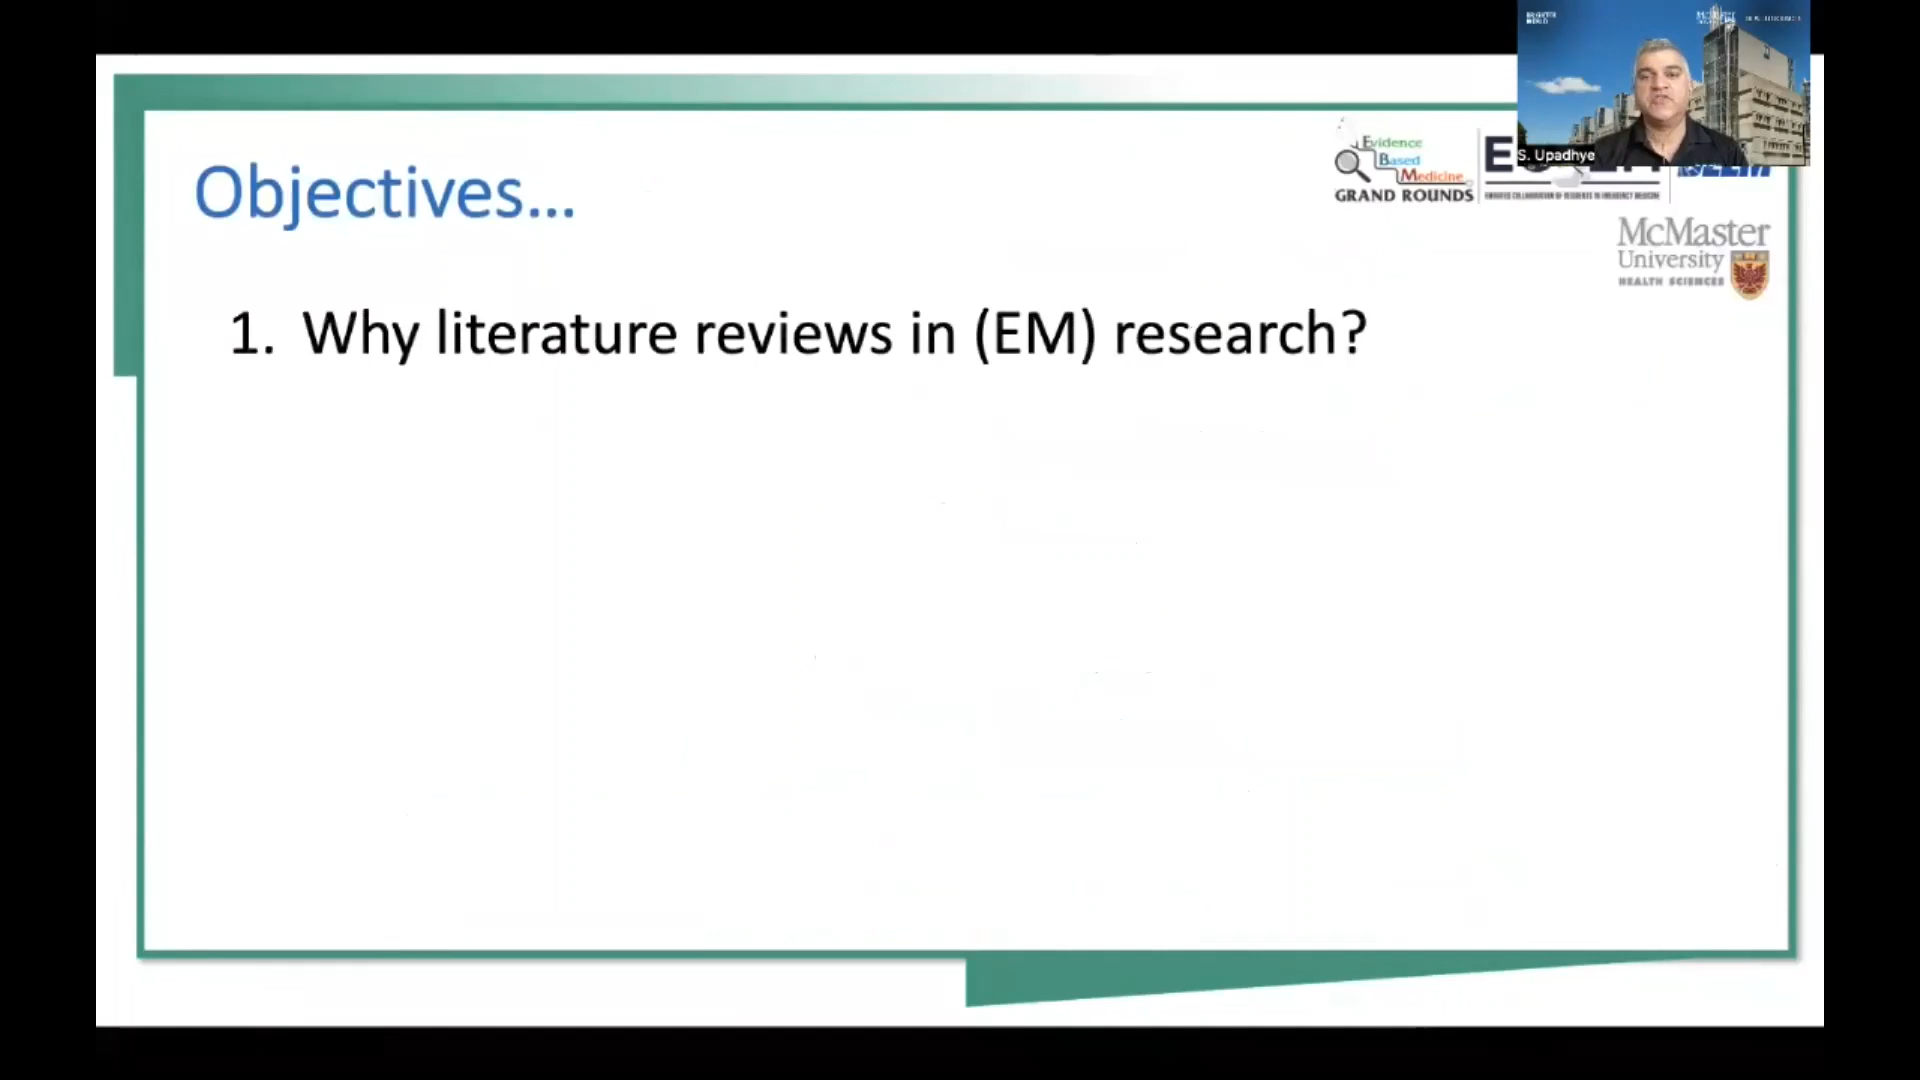 S. Upadhye
Evidence
Based
Medicine
GRAND ROUNDS
McMaster
University
HEALTH SCIENCES
Objectives...
1. Why literature reviews in (EM) research?